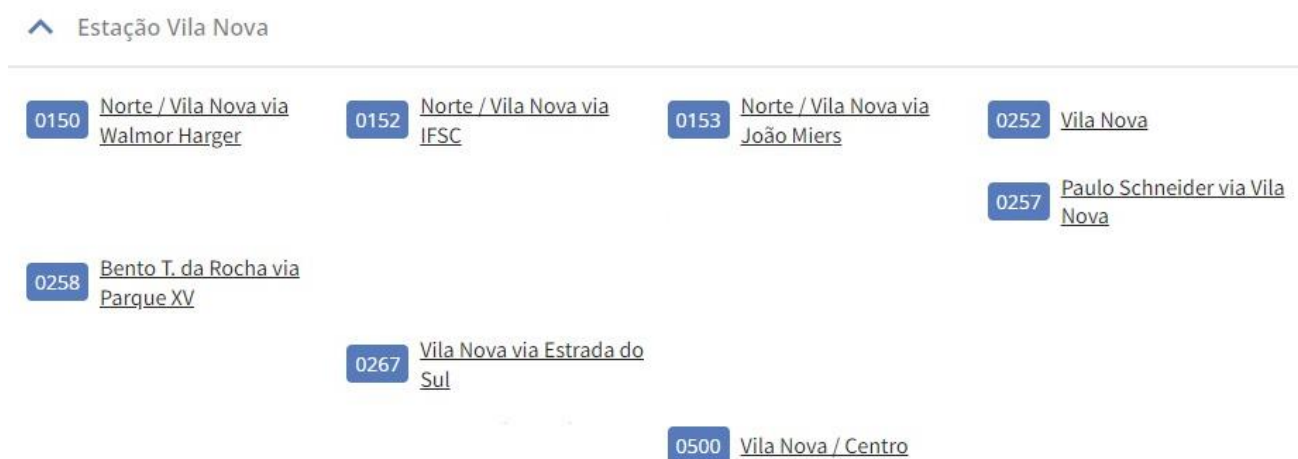 Estação Vila Nova
0150 Norte / Vila Nova via
Walmor Harger
0152 Norte / Vila Nova via
IFSC
0153 Norte / Vila Nova via
João Miers
0252 Vila Nova
0257 Paulo Schneider via Vila
Nova
0258 Bento T. da Rocha via
Parque XV
0267 Vila Nova via Estrada do
Sul
0500 Vila Nova / Centro